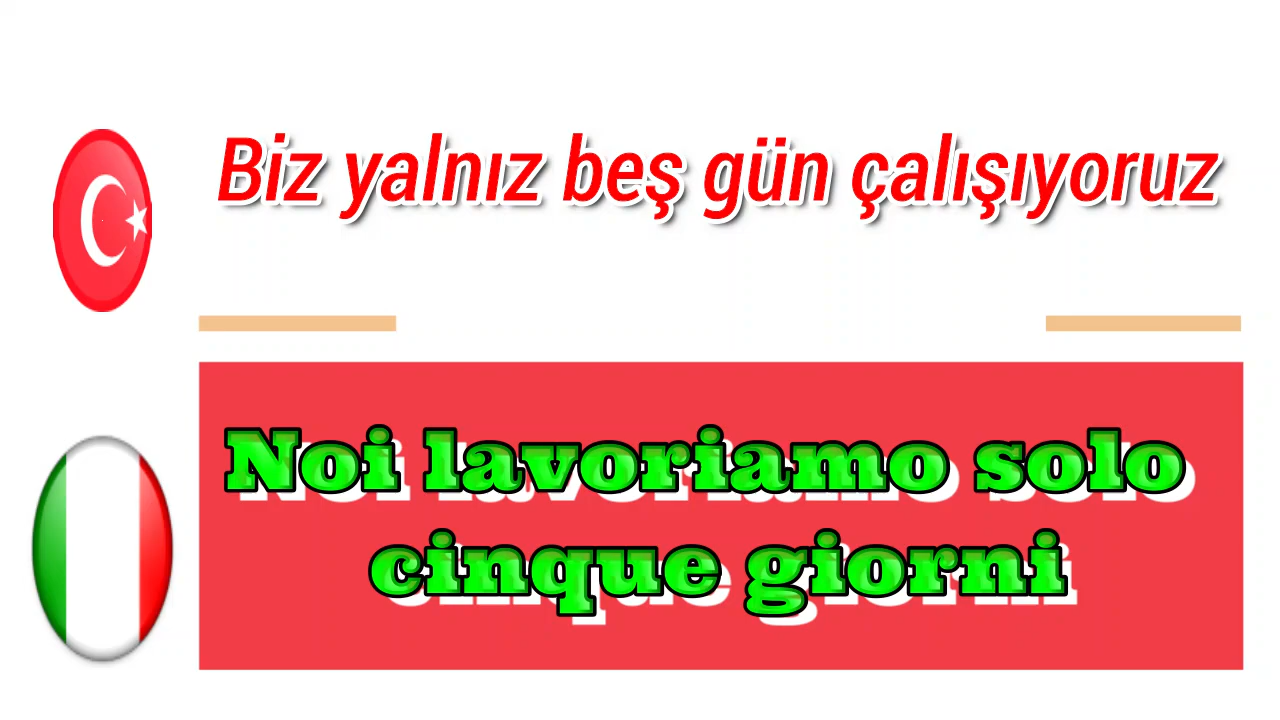 Biz yalnız beş gün çalışıyoruz
Noi lavoriamo solo
cinque giorni